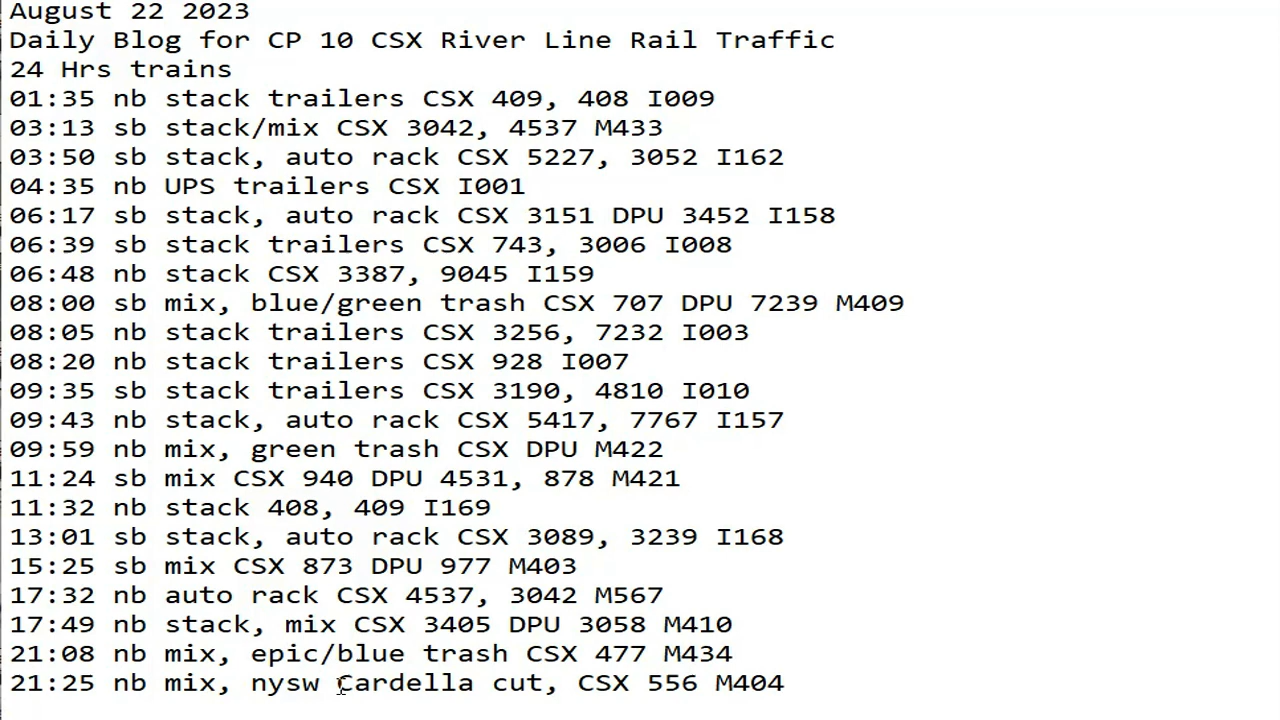 August 22 2023
Daily Blog for CP 10 CSX River Line Rail Traffic
24 Hrs trains
01:35 nb stack trailers CSX 409, 408 I009
03:13 sb stack/mix CSX 3042, 4537 M433
03:50 sb stack, auto rack CSX 5227, 3052 I162
04:35 nb UPS trailers CSX I001
06:17 sb stack, auto rack CSX 3151 DPU 3452 I158
06:39 sb stack trailers CSX 743, 3006 I008
06:48 nb stack CSX 3387, 9045 I159
08:00 sb mix, blue/green trash CSX 707 DPU 7239 M409
08:05 nb stack trailers CSX 3256, 7232 I003
08:20 nb stack trailers CSX 928 I007
09:35 sb stack trailers CSX 3190, 4810 I010
09:43 nb stack, auto rack CSX 5417, 7767 I157
09:59 nb mix, green trash CSX DPU M422
11:24 sb mix CSX 940 DPU 4531, 878 M421
11:32 nb stack 408, 409 I169
13:01 sb stack, auto rack CSX 3089, 3239 I168
15:25 sb mix CSX 873 DPU 977 M403
17:32 nb auto rack CSX 4537, 3042 M567
17:49 nb stack, mix CSX 3405 DPU 3058 M410
21:08 nb mix, epic/blue trash CSX 477 M434
21:25 nb mix, nysw Cardella cut, CSX 556 M404